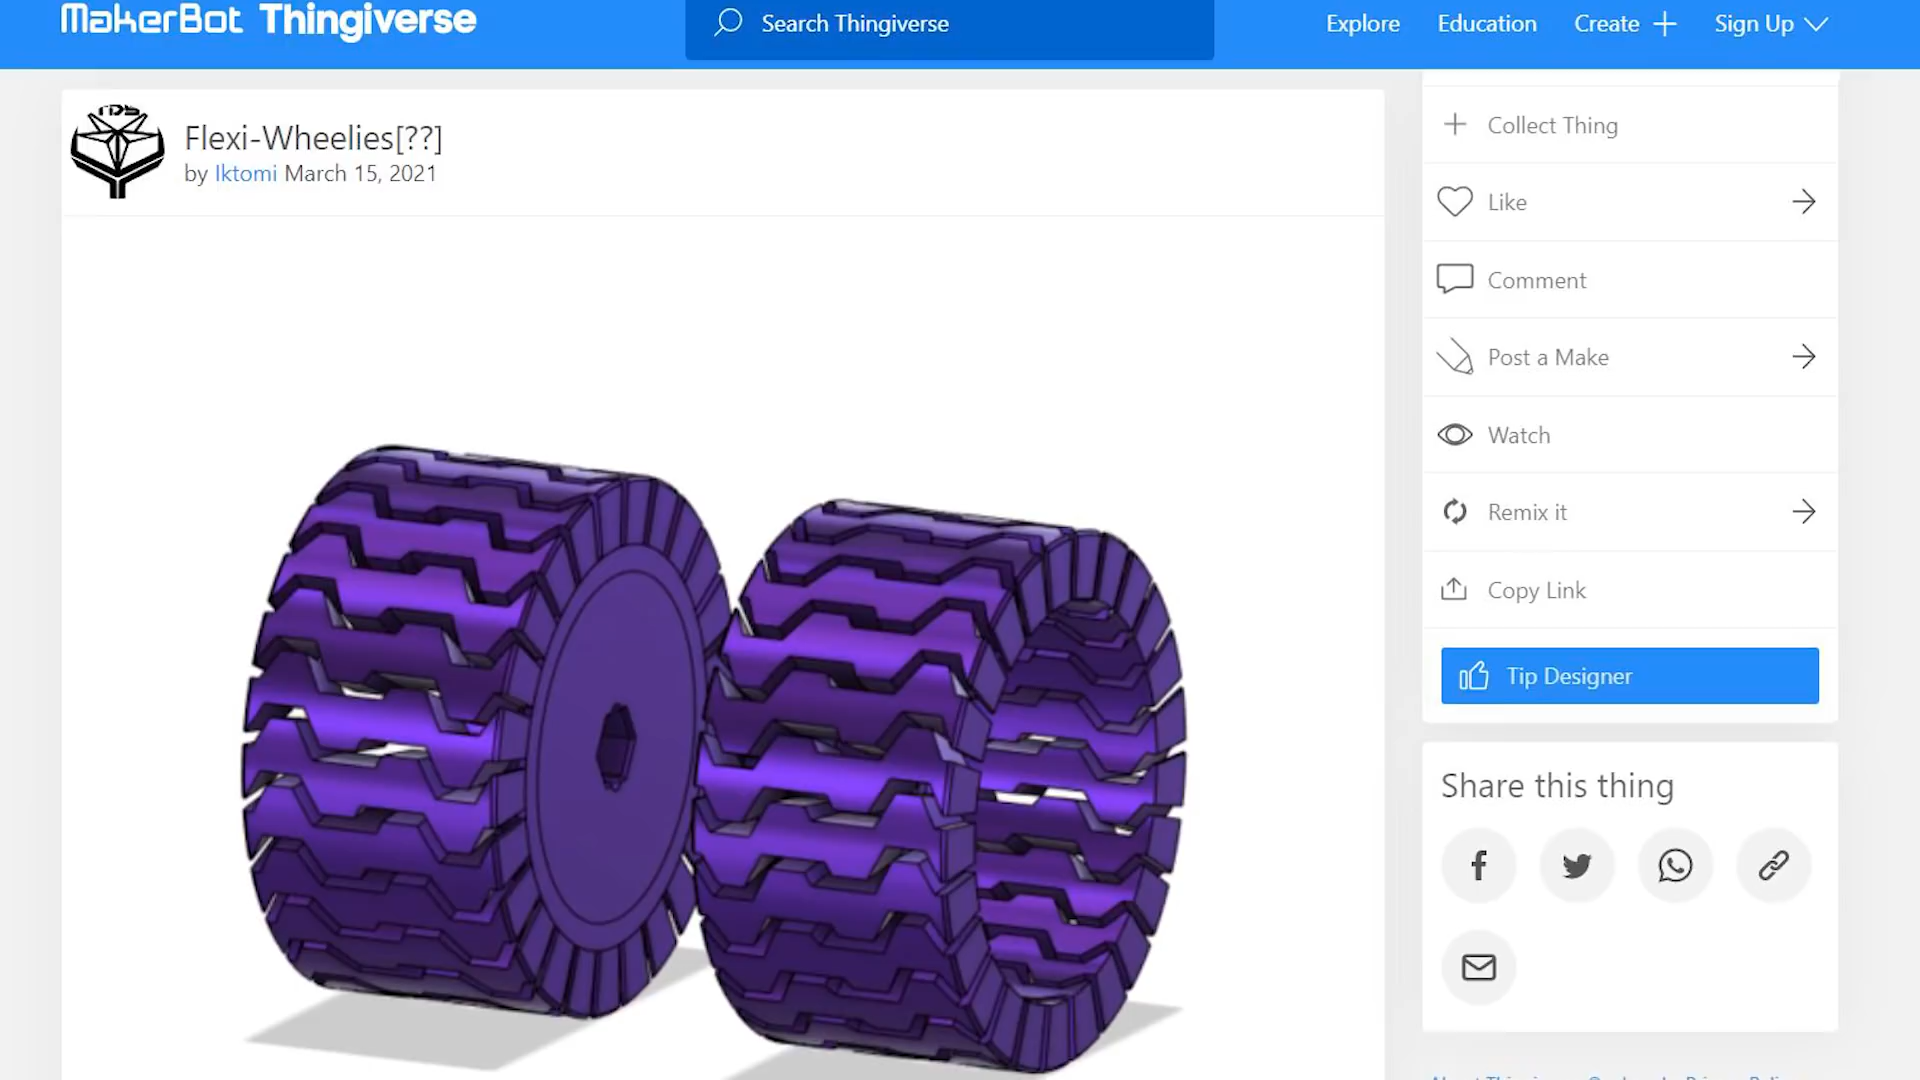 MakerBot Thingiverse
Search Thingiverse
Explore
Education
Create
Sign Up
Flexi-Wheelies[??]
by Iktomi March 15, 2021
Collect Thing
Like
Comment
Post a Make
Watch
Remix it
Copy Link
Tip Designer
Share this thing